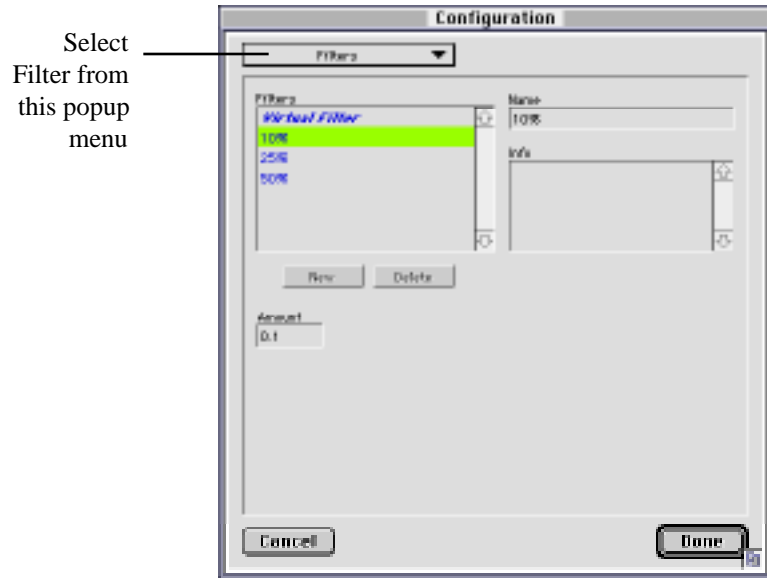 Configuration
Select
Filter from
this popup
menu
Filters
Filters
Virtual Filter
10%
25%
50%
Name
10%
Info
New
Delete
Amount
0.1
Cancel
Done